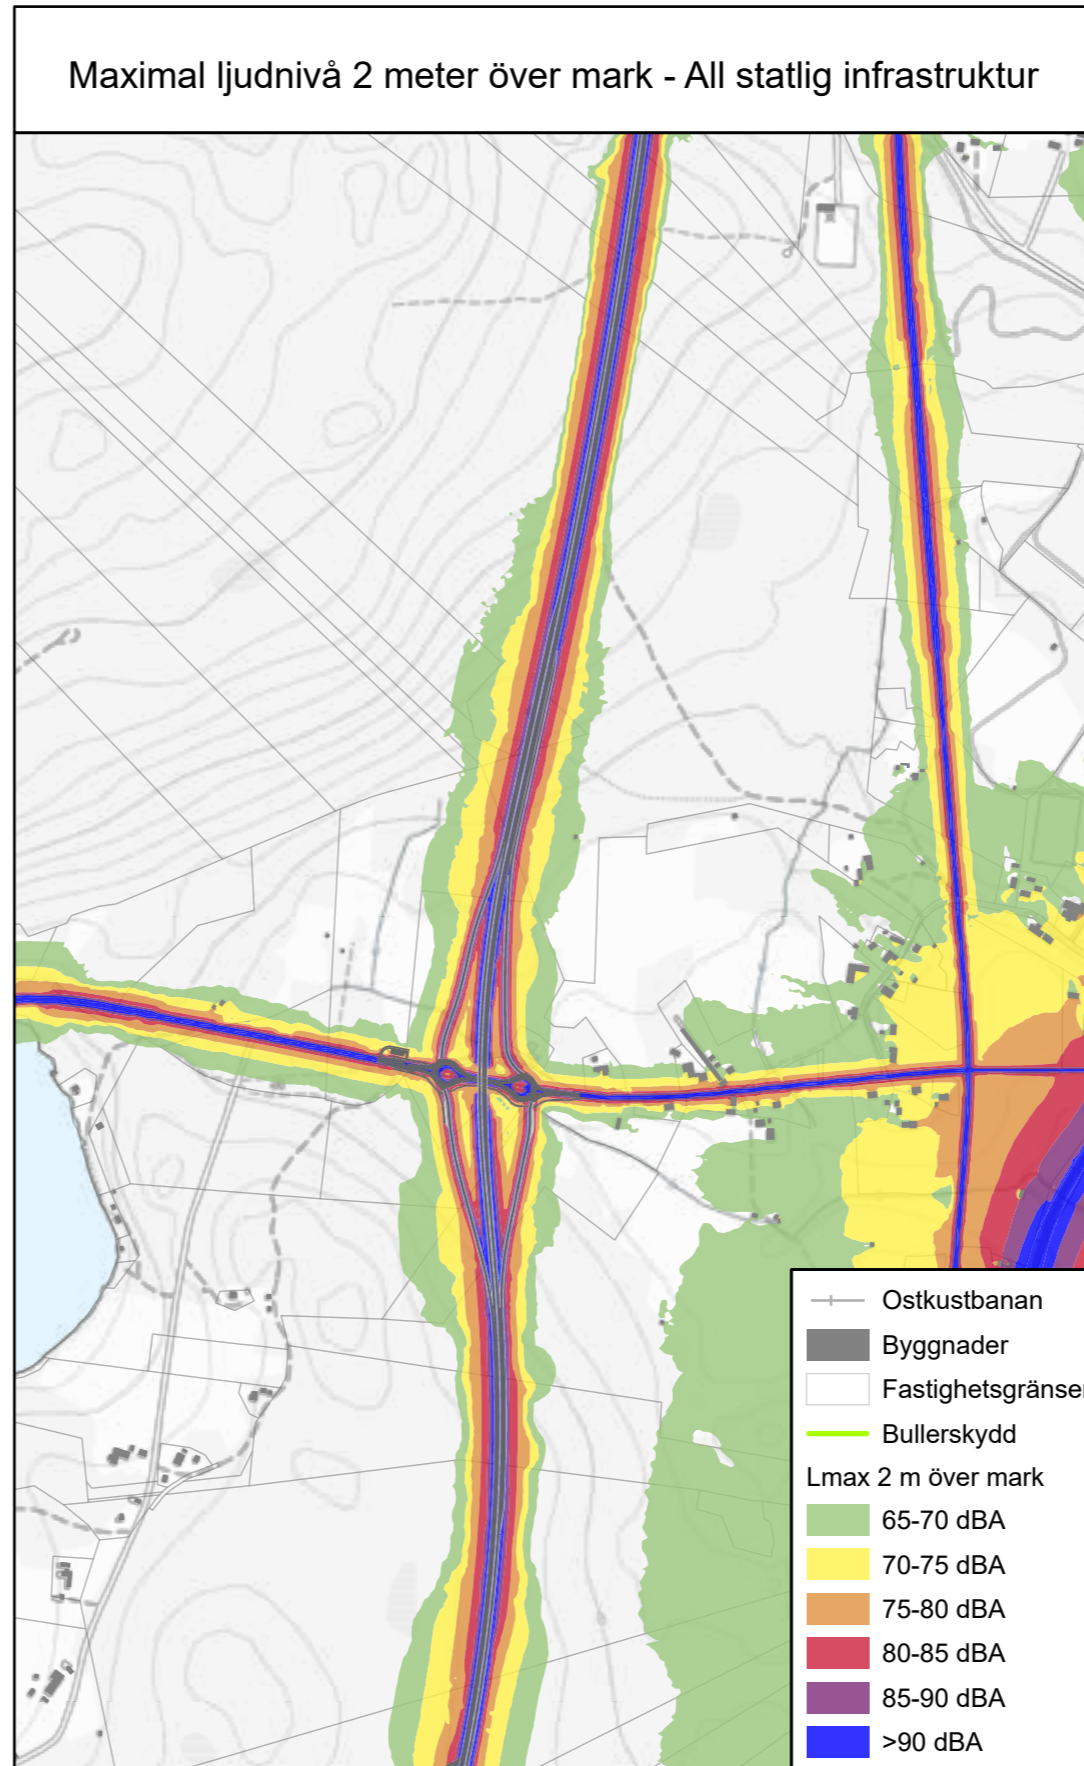 Maximal ljudnivå 2 meter över mark - All statlig infrastruktur
Ostkustbanan
Byggnader
Fastighetsgränser
Bullerskydd
Lmax 2 m över mark
65-70 dBA
70-75 dBA
75-80 dBA
80-85 dBA
85-90 dBA
>90 dBA